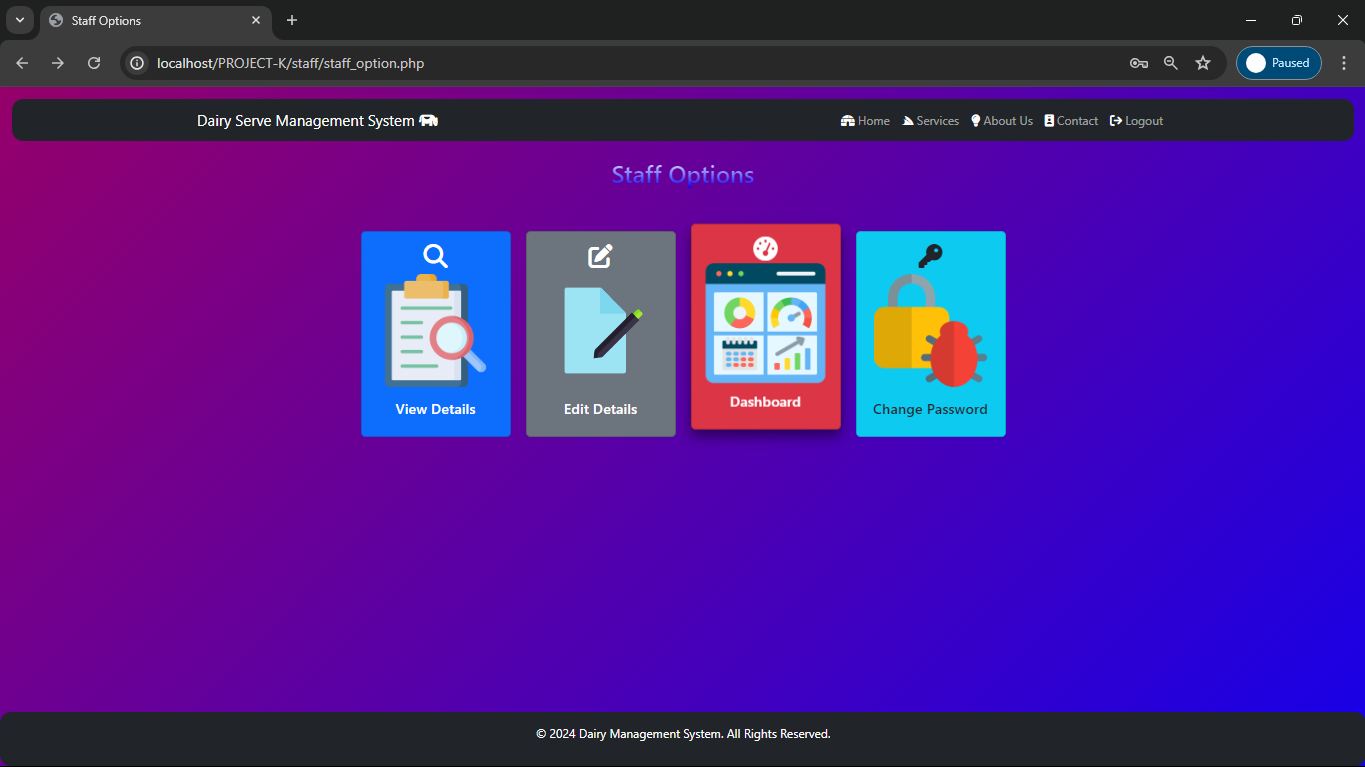 Staff Options
localhost/PROJECT-K/staff/staff_option.php
Paused
Dairy Serve Management System
Home Services About Us Contact Logout
Staff Options
View Details
Edit Details
Dashboard
Change Password
© 2024 Dairy Management System. All Rights Reserved.